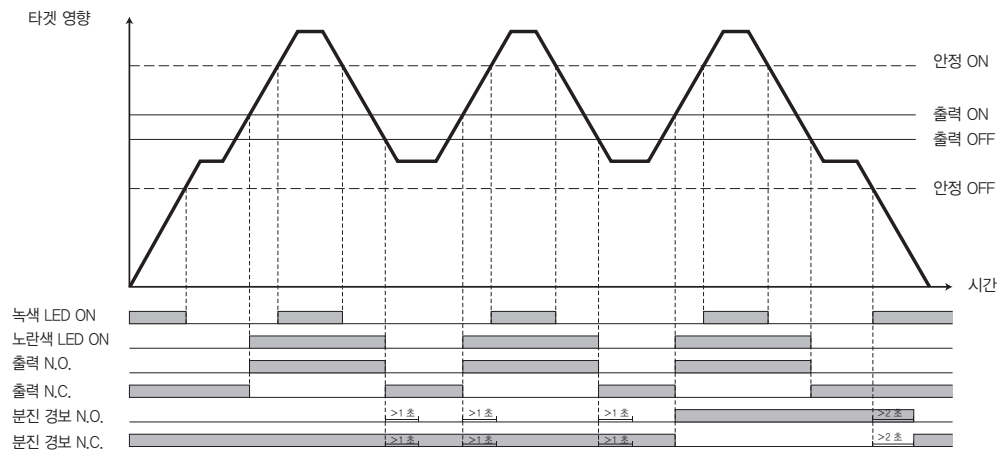 타겟 영향
안정 ON
출력 ON
출력 OFF
안정 OFF
시간
녹색 LED ON
노란색 LED ON
출력 N.O.
출력 N.C.
분진 경보 N.O. >1 초 >1 초 >1 초 >2 초
분진 경보 N.C. >1 초 >1 초 >1 초 >2 초